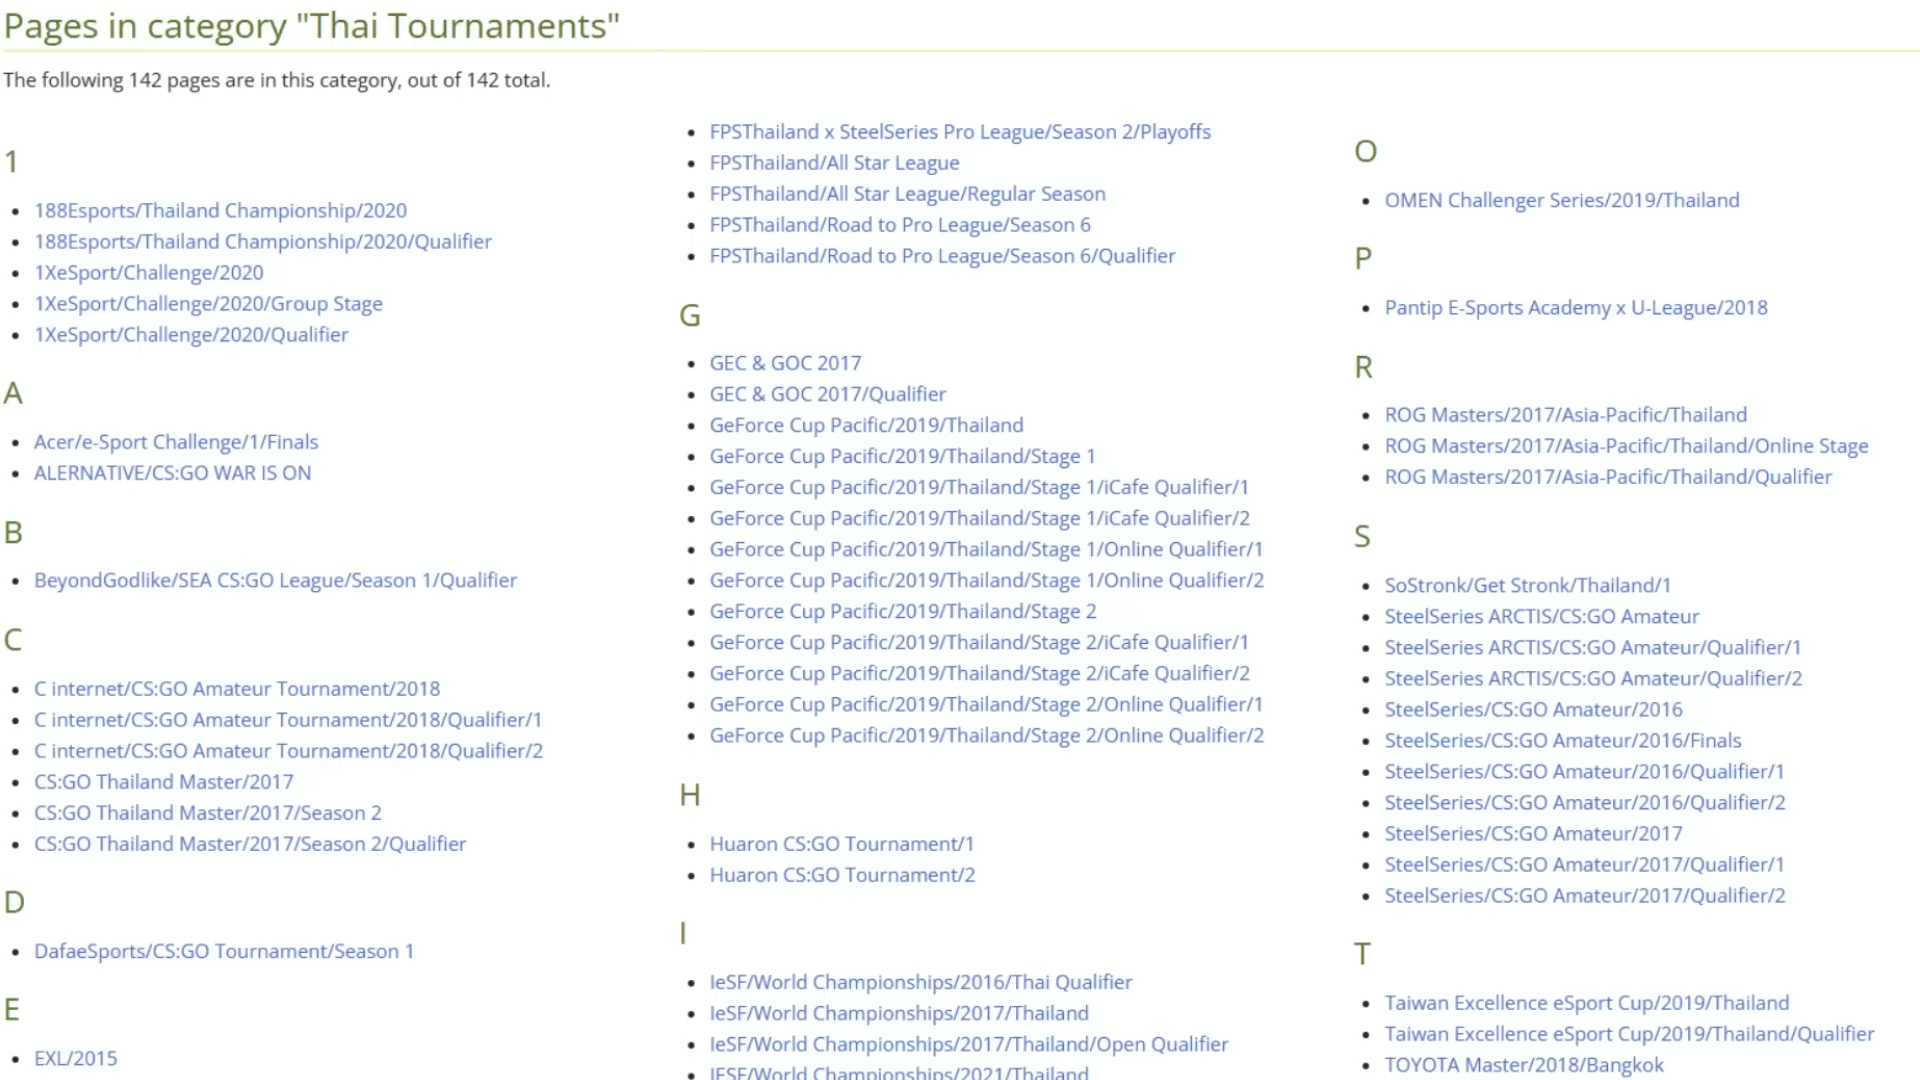 Pages in category "Thai Tournaments"
The following 142 pages are in this category, out of 142 total.
1
188Esports/Thailand Championship/2020
188Esports/Thailand Championship/2020/Qualifier
1XeSport/Challenge/2020
1XeSport/Challenge/2020/Group Stage
1XeSport/Challenge/2020/Qualifier
A
Acer/e-Sport Challenge/1/Finals
ALERNATIVE/CS:GO WAR IS ON
B
BeyondGodlike/SEA CS:GO League/Season 1/Qualifier
C
C internet/CS:GO Amateur Tournament/2018
C internet/CS:GO Amateur Tournament/2018/Qualifier/1
C internet/CS:GO Amateur Tournament/2018/Qualifier/2
CS:GO Thailand Master/2017
CS:GO Thailand Master/2017/Season 2
CS:GO Thailand Master/2017/Season 2/Qualifier
D
DafaeSports/CS:GO Tournament/Season 1
E
EXL/2015
FPSThailand x SteelSeries Pro League/Season 2/Playoffs
FPSThailand/All Star League
FPSThailand/All Star League/Regular Season
FPSThailand/Road to Pro League/Season 6
FPSThailand/Road to Pro League/Season 6/Qualifier
G
GEC & GOC 2017
GEC & GOC 2017/Qualifier
GeForce Cup Pacific/2019/Thailand
GeForce Cup Pacific/2019/Thailand/Stage 1
GeForce Cup Pacific/2019/Thailand/Stage 1/iCafe Qualifier/1
GeForce Cup Pacific/2019/Thailand/Stage 1/iCafe Qualifier/2
GeForce Cup Pacific/2019/Thailand/Stage 1/Online Qualifier/1
GeForce Cup Pacific/2019/Thailand/Stage 1/Online Qualifier/2
GeForce Cup Pacific/2019/Thailand/Stage 2
GeForce Cup Pacific/2019/Thailand/Stage 2/iCafe Qualifier/1
GeForce Cup Pacific/2019/Thailand/Stage 2/iCafe Qualifier/2
GeForce Cup Pacific/2019/Thailand/Stage 2/Online Qualifier/1
GeForce Cup Pacific/2019/Thailand/Stage 2/Online Qualifier/2
H
Huaron CS:GO Tournament/1
Huaron CS:GO Tournament/2
I
IeSF/World Championships/2016/Thai Qualifier
IeSF/World Championships/2017/Thailand
IeSF/World Championships/2017/Thailand/Open Qualifier
IESF/World Championships/2021/Thailand
O
OMEN Challenger Series/2019/Thailand
P
Pantip E-Sports Academy x U-League/2018
R
ROG Masters/2017/Asia-Pacific/Thailand
ROG Masters/2017/Asia-Pacific/Thailand/Online Stage
ROG Masters/2017/Asia-Pacific/Thailand/Qualifier
S
SoStronk/Get Stronk/Thailand/1
SteelSeries ARCTIS/CS:GO Amateur
SteelSeries ARCTIS/CS:GO Amateur/Qualifier/1
SteelSeries ARCTIS/CS:GO Amateur/Qualifier/2
SteelSeries/CS:GO Amateur/2016
SteelSeries/CS:GO Amateur/2016/Finals
SteelSeries/CS:GO Amateur/2016/Qualifier/1
SteelSeries/CS:GO Amateur/2016/Qualifier/2
SteelSeries/CS:GO Amateur/2017
SteelSeries/CS:GO Amateur/2017/Qualifier/1
SteelSeries/CS:GO Amateur/2017/Qualifier/2
T
Taiwan Excellence eSport Cup/2019/Thailand
Taiwan Excellence eSport Cup/2019/Thailand/Qualifier
TOYOTA Master/2018/Bangkok